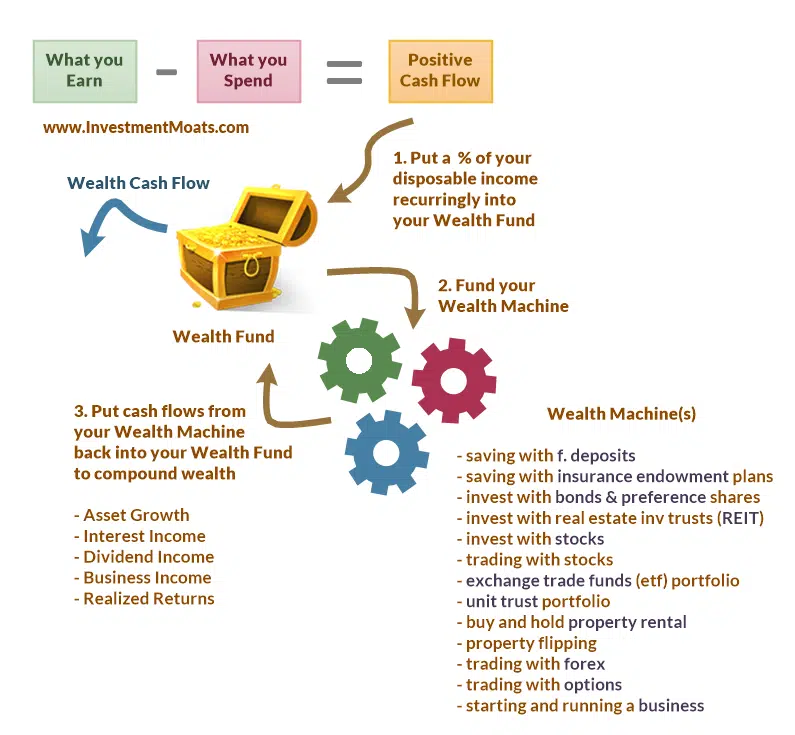 What you
Earn
What you
Spend
Positive
Cash Flow
www.InvestmentMoats.com
1. Put a % of your
disposable income
recurringly into
your Wealth Fund
Wealth Cash Flow
2. Fund your
Wealth Machine
Wealth Fund
3. Put cash flows from
your Wealth Machine
back into your Wealth Fund
to compound wealth
- Asset Growth
- Interest Income
- Dividend Income
- Business Income
- Realized Returns
Wealth Machine(s)
- saving with f. deposits
- saving with insurance endowment plans
- invest with bonds & preference shares
- invest with real estate inv trusts (REIT)
- invest with stocks
- trading with stocks
- exchange trade funds (etf) portfolio
- unit trust portfolio
- buy and hold property rental
- property flipping
- trading with forex
- trading with options
- starting and running a business